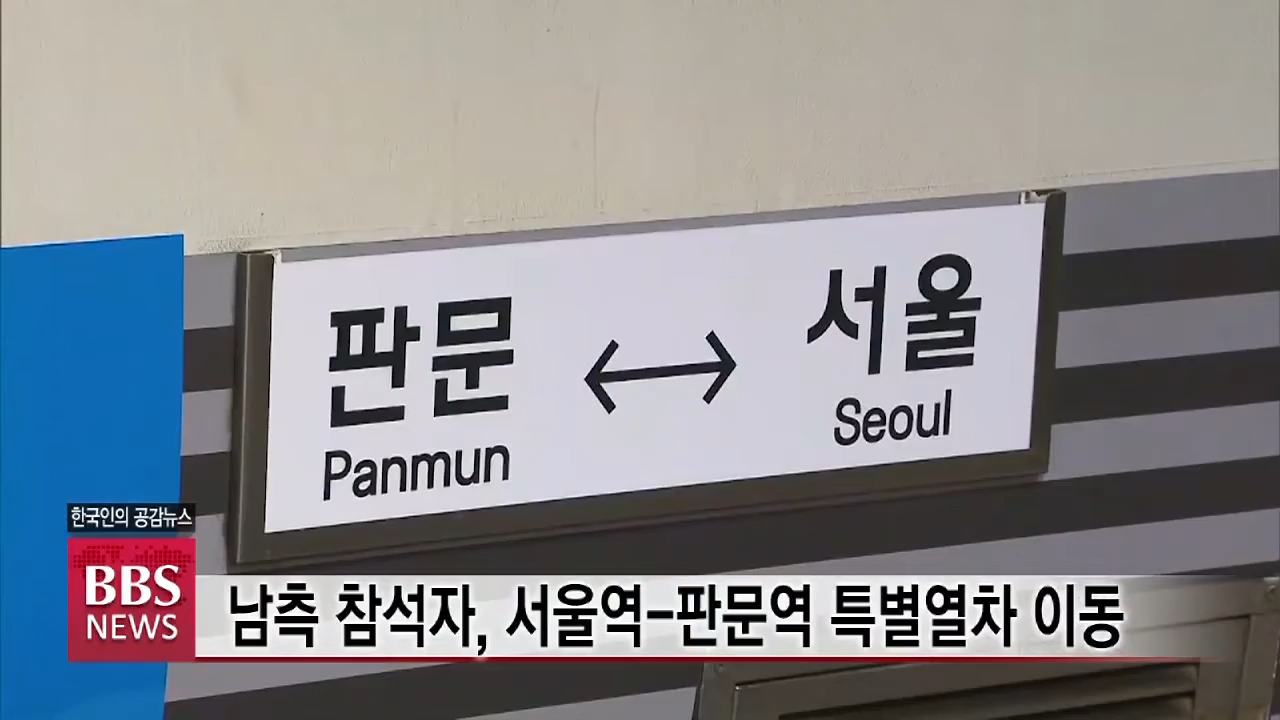 판문 ↔ 서울
Panmun Seoul
한국인의 공감뉴스
BBS
NEWS
남측 참석자, 서울역-판문역 특별열차 이동